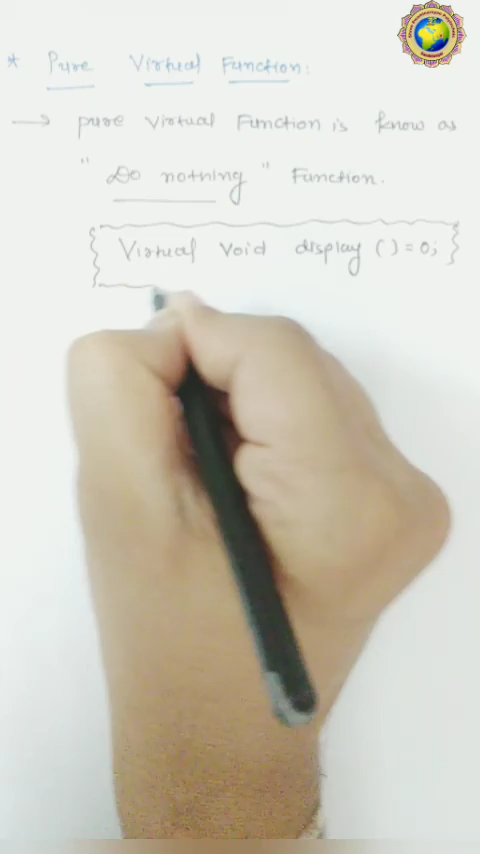 * Pure Virtual Function:
→ pure virtual Function is know as
"Do nothing" Function.
Virtual void display () = 0;